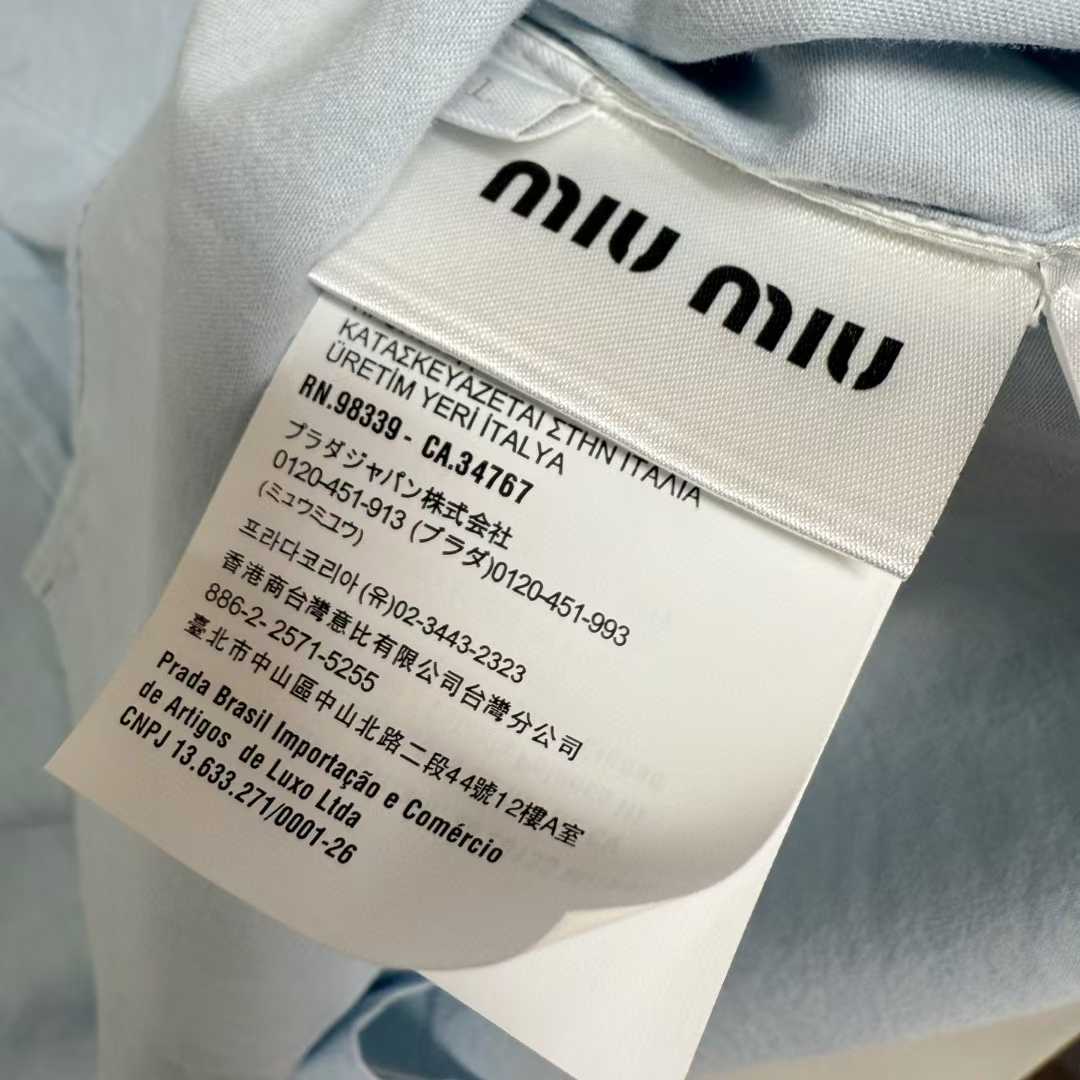 L
miu miu
ΚΑΤΑΣΚΕΥΆΖΕΤΑΙ ΣΤΗΝ ΙΤΑΛΙΑ
ÜRETİM YERİ İTALYA
RN.98339 - CA.34767
プラダジャパン株式会社
0120-451-913 (プラダ)0120-451-993
(ミュウミュウ)
프라다코리아(유)02-3443-2323
香港商台灣意比有限公司台灣分公司
886-2- 2571-5255
臺北市中山區中山北路二段44號12樓A室
Prada Brasil Importação e Comércio
de Artigos de Luxo Ltda
CNPJ 13.633.271/0001-26